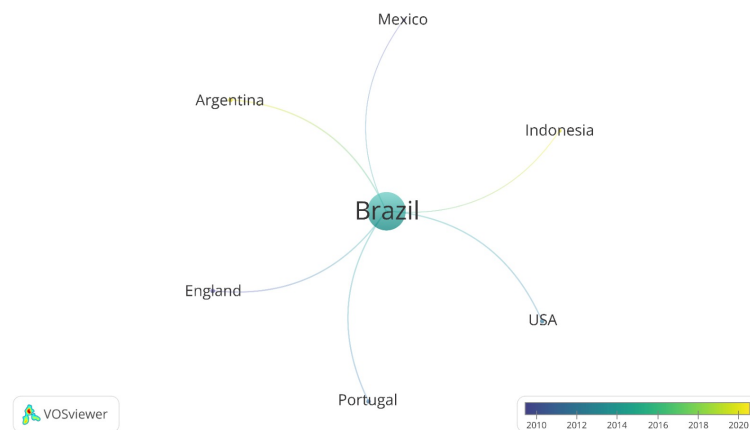 Mexico
Argentina
Indonesia
Brazil
England
USA
Portugal
VOSviewer
2010 2012 2014 2016 2018 2020